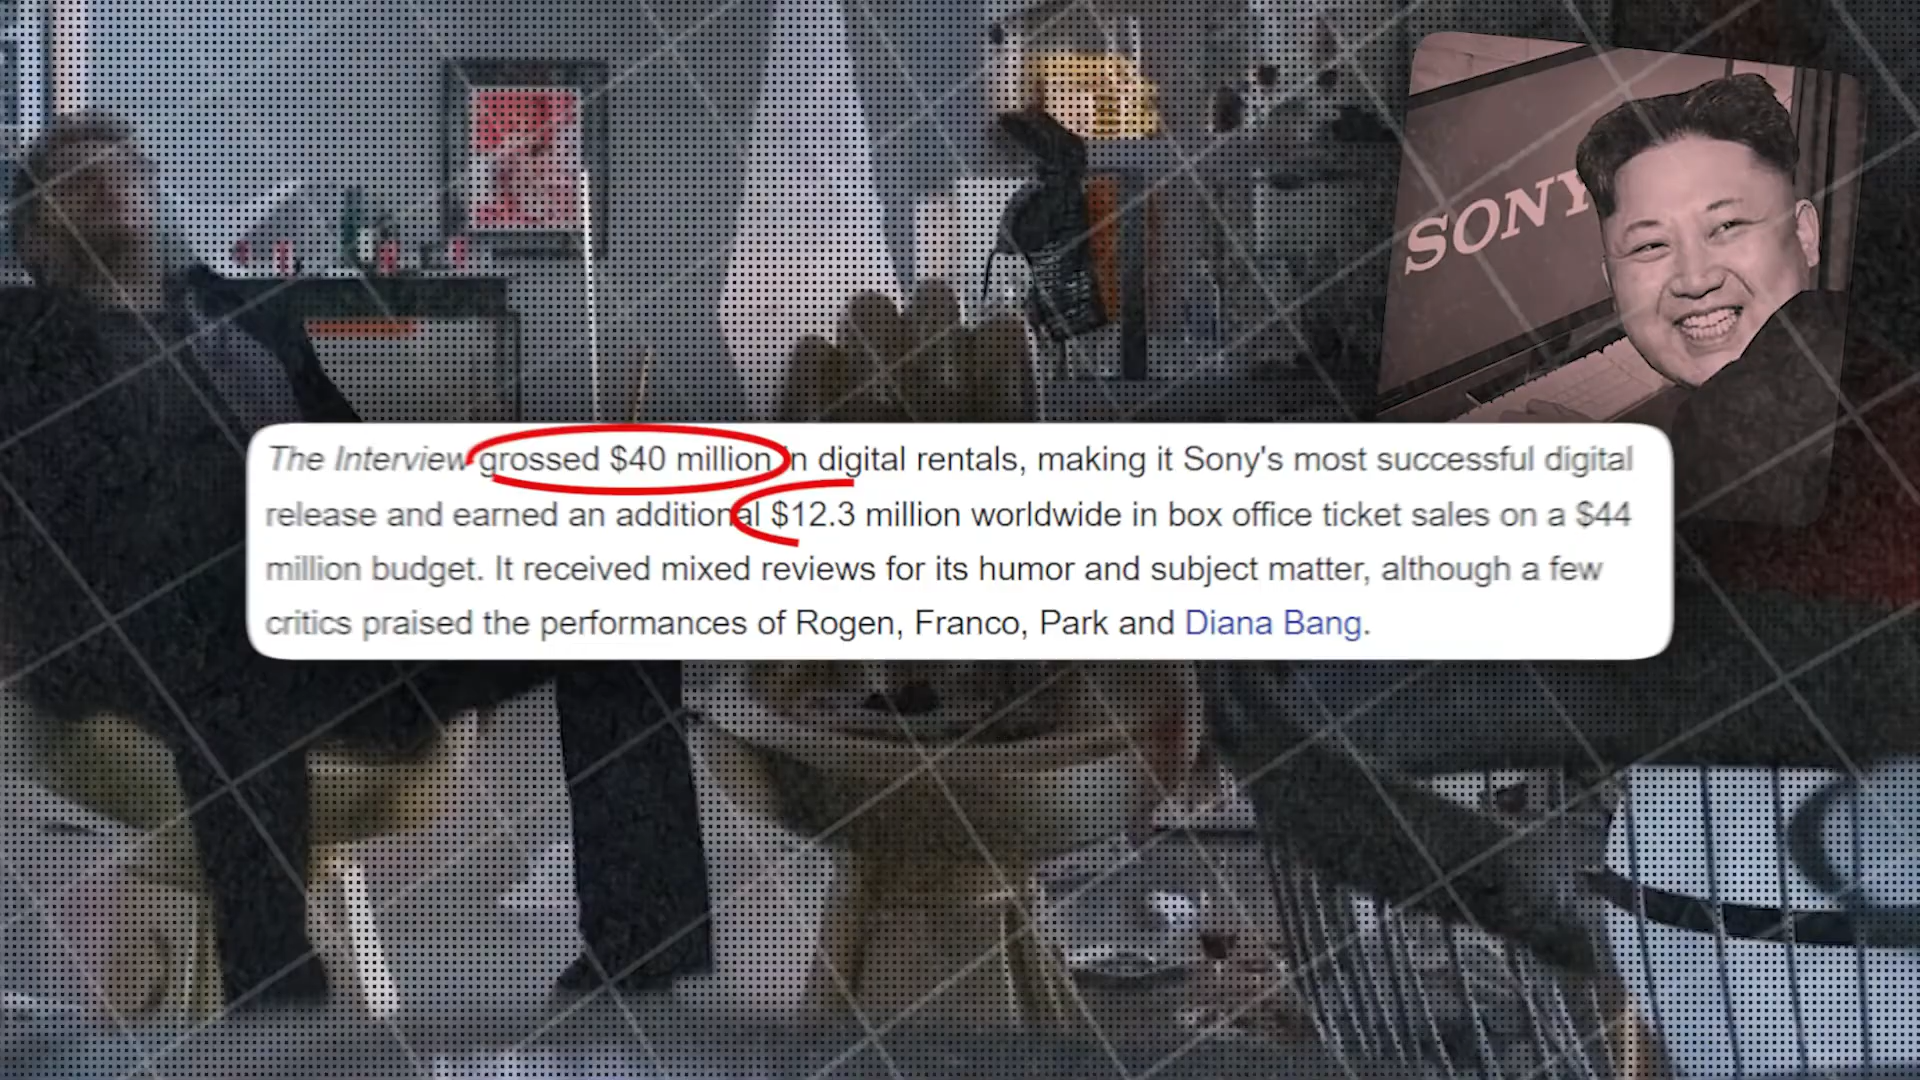 SONY
The Interview grossed $40 million in digital rentals, making it Sony's most successful digital
release and earned an additional $12.3 million worldwide in box office ticket sales on a $44
million budget. It received mixed reviews for its humor and subject matter, although a few
critics praised the performances of Rogen, Franco, Park and Diana Bang.